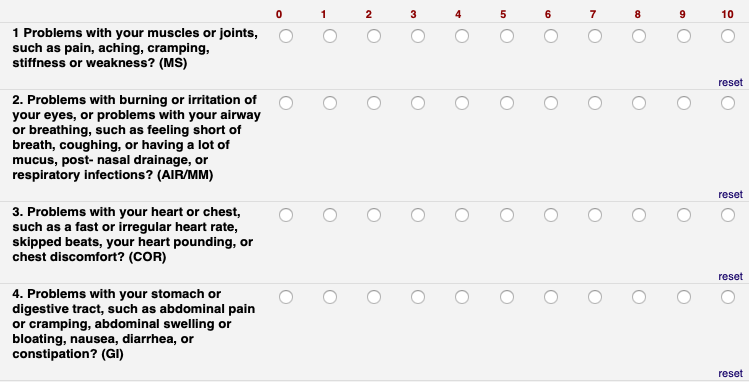 0 1 2 3 4 5 6 7 8 9 10
1 Problems with your muscles or joints,
such as pain, aching, cramping,
stiffness or weakness? (MS)
reset
2. Problems with burning or irritation of
your eyes, or problems with your airway
or breathing, such as feeling short of
breath, coughing, or having a lot of
mucus, post- nasal drainage, or
respiratory infections? (AIR/MM)
reset
3. Problems with your heart or chest,
such as a fast or irregular heart rate,
skipped beats, your heart pounding, or
chest discomfort? (COR)
reset
4. Problems with your stomach or
digestive tract, such as abdominal pain
or cramping, abdominal swelling or
bloating, nausea, diarrhea, or
constipation? (GI)
reset